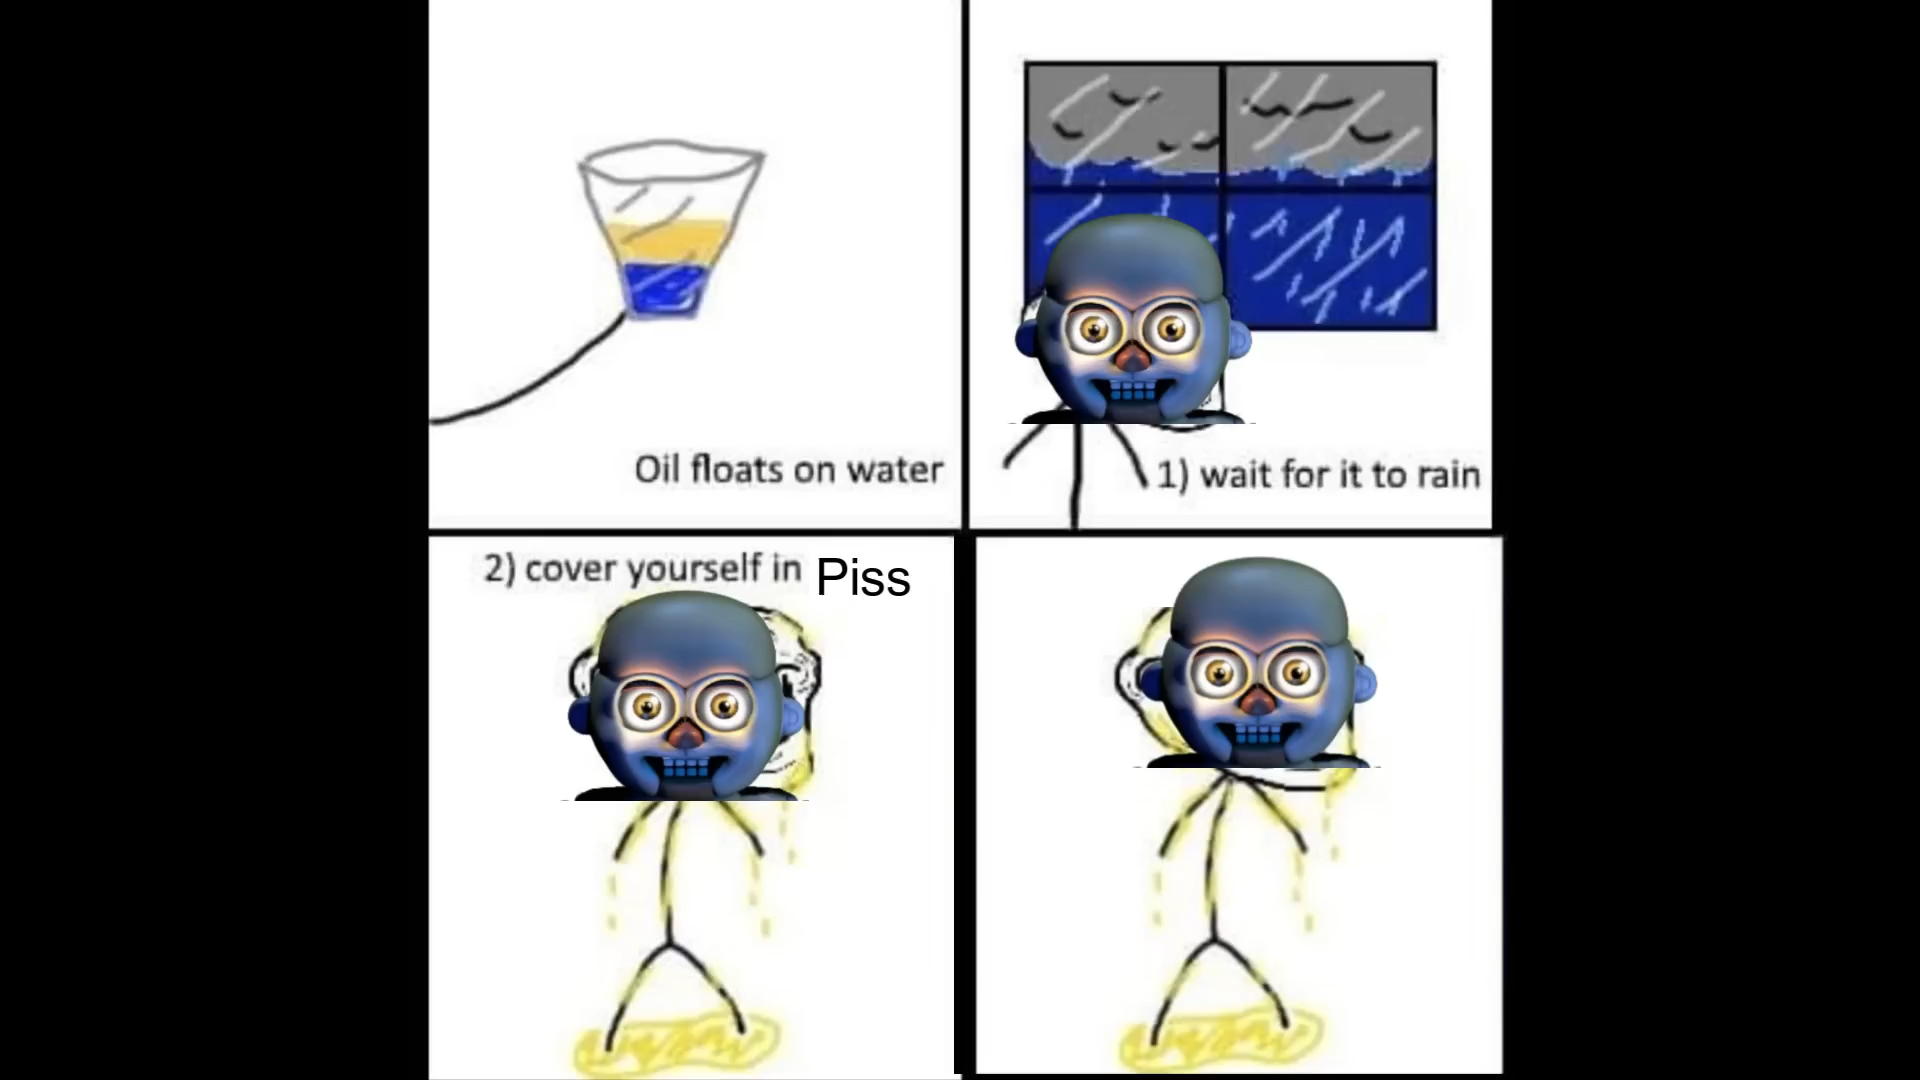 Oil floats on water
1) wait for it to rain
2) cover yourself in Piss